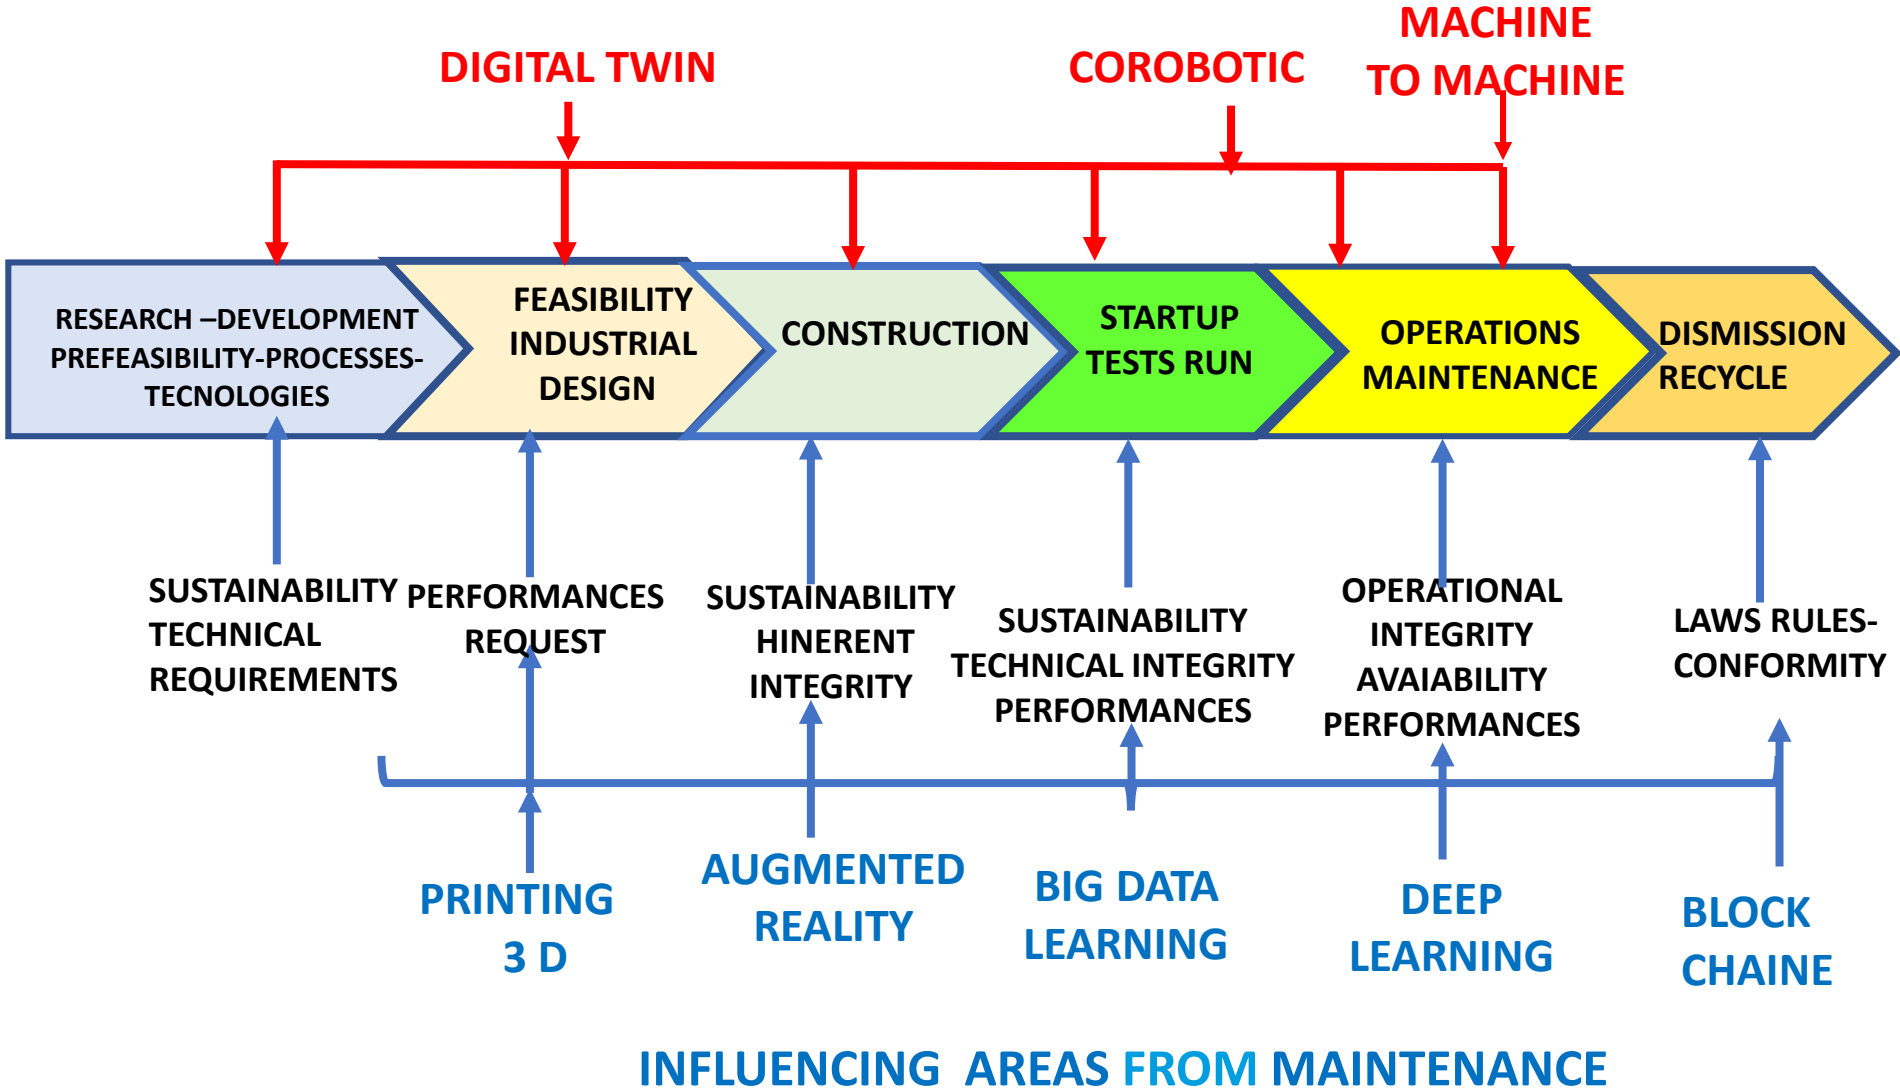 DIGITAL TWIN
COROBOTIC
MACHINE
TO MACHINE
RESEARCH –DEVELOPMENT
PREFEASIBILITY-PROCESSES-
TECNOLOGIES
FEASIBILITY
INDUSTRIAL
DESIGN
CONSTRUCTION
STARTUP
TESTS RUN
OPERATIONS
MAINTENANCE
DISMISSION
RECYCLE
SUSTAINABILITY
TECHNICAL
REQUIREMENTS
PERFORMANCES
REQUEST
SUSTAINABILITY
HINERENT
INTEGRITY
SUSTAINABILITY
TECHNICAL INTEGRITY
PERFORMANCES
OPERATIONAL
INTEGRITY
AVAIABILITY
PERFORMANCES
LAWS RULES-
CONFORMITY
PRINTING
3 D
AUGMENTED
REALITY
BIG DATA
LEARNING
DEEP
LEARNING
BLOCK
CHAINE
INFLUENCING AREAS FROM MAINTENANCE